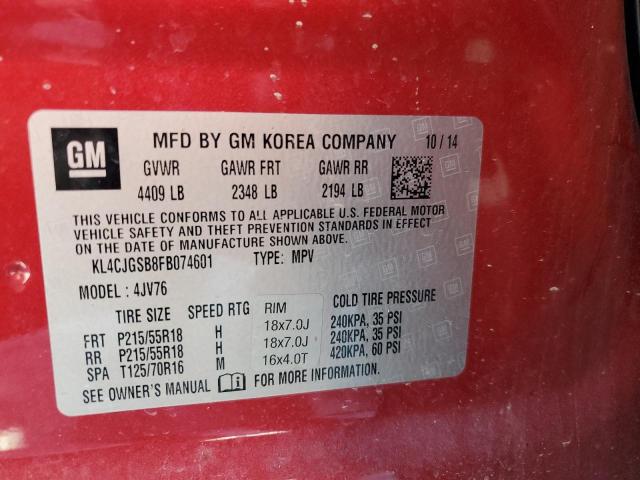 GM MFD BY GM KOREA COMPANY 10/14
GVWR GAWR FRT GAWR RR
4409 LB 2348 LB 2194 LB
THIS VEHICLE CONFORMS TO ALL APPLICABLE U.S. FEDERAL MOTOR
VEHICLE SAFETY AND THEFT PREVENTION STANDARDS IN EFFECT
ON THE DATE OF MANUFACTURE SHOWN ABOVE.
KL4CJGSB8FB074601 TYPE: MPV
MODEL : 4JV76
TIRE SIZE SPEED RTG RIM COLD TIRE PRESSURE
FRT P215/55R18 H 18x7.0J 240KPA, 35 PSI
RR P215/55R18 H 18x7.0J 240KPA, 35 PSI
SPA T125/70R16 M 16x4.0T 420KPA, 60 PSI
SEE OWNER'S MANUAL FOR MORE INFORMATION.